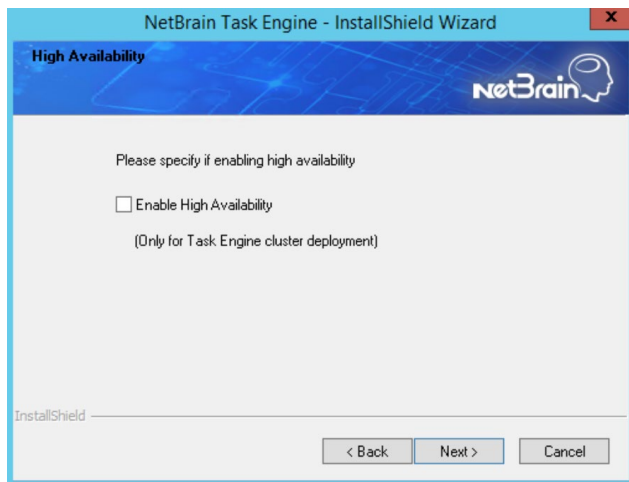 NetBrain Task Engine - InstallShield Wizard
x
High Availability
NetBrain
Please specify if enabling high availability
Enable High Availability
(Only for Task Engine cluster deployment)
InstallShield
< Back Next > Cancel